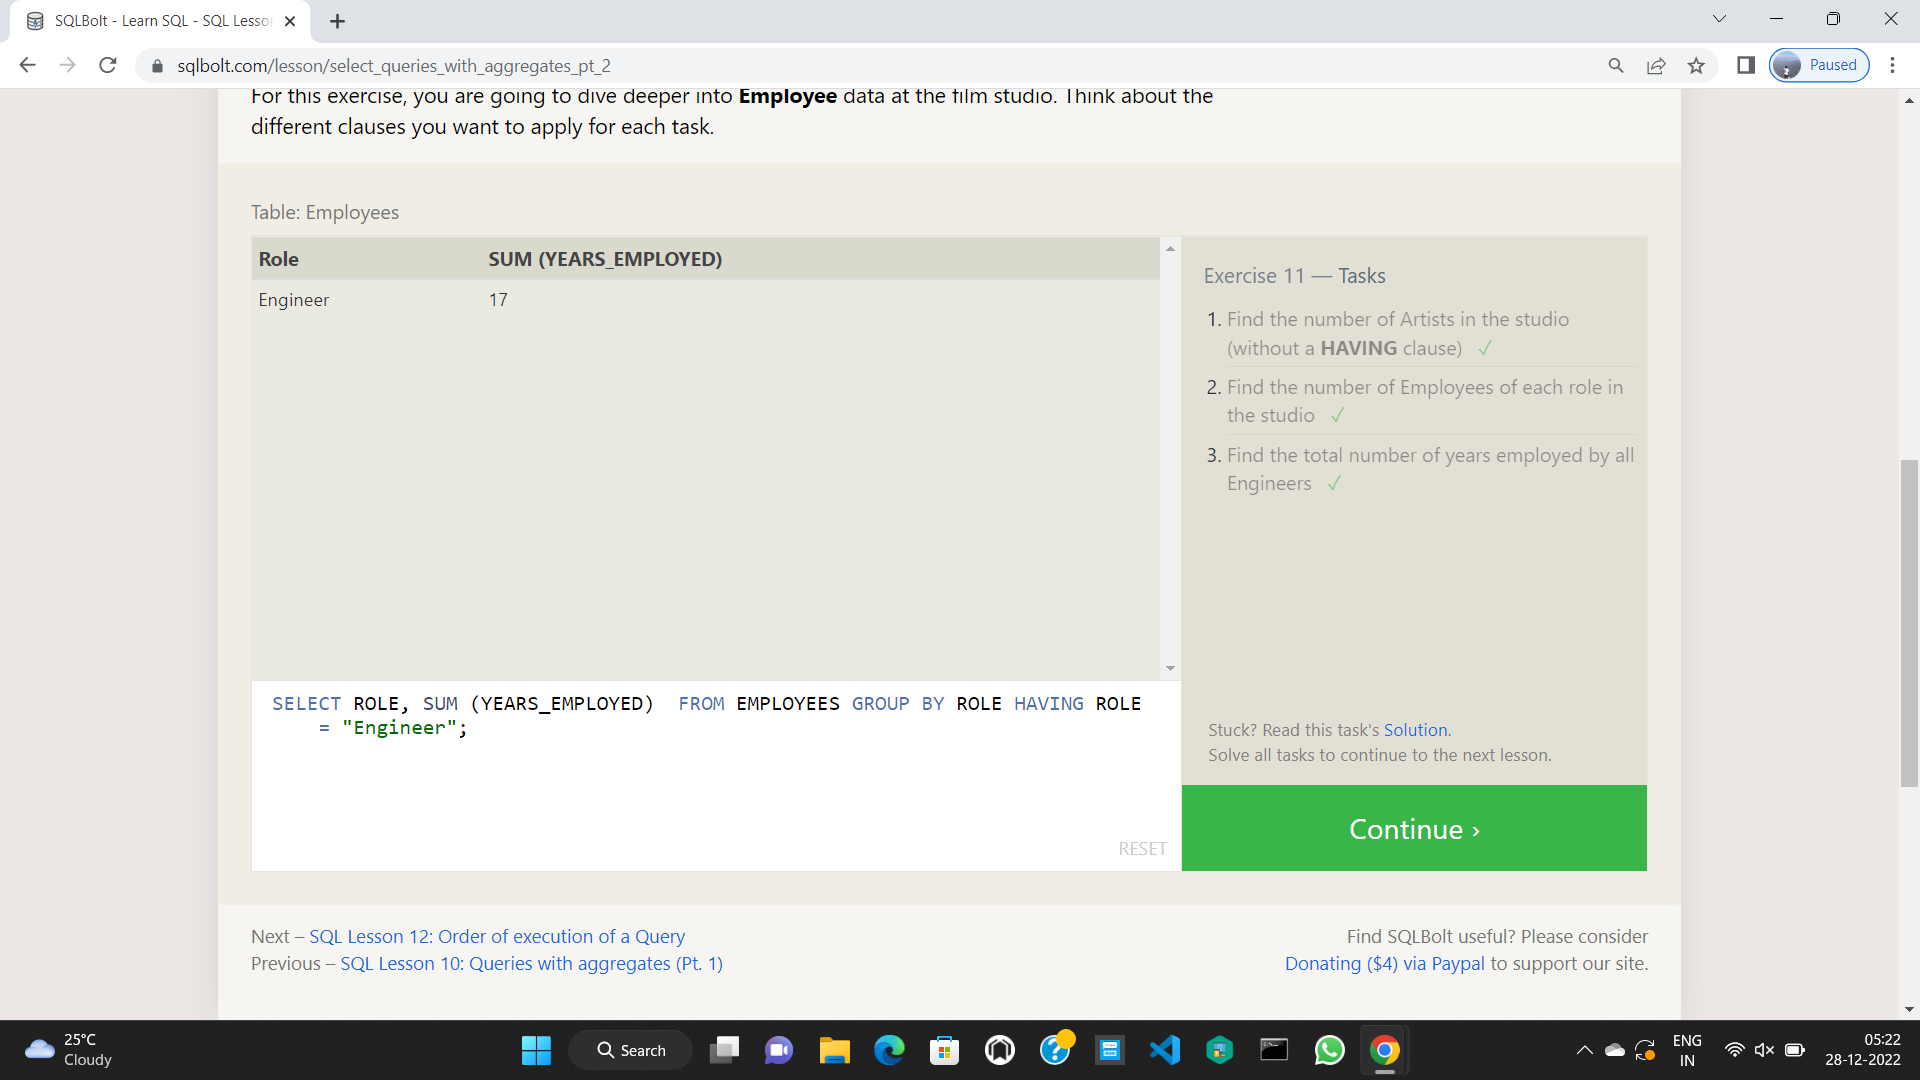 SQLBolt - Learn SQL - SQL Lesso
sqlbolt.com/lesson/select_queries_with_aggregates_pt_2
Paused
For this exercise, you are going to dive deeper into Employee data at the film studio. Think about the
different clauses you want to apply for each task.
Table: Employees
Role SUM (YEARS_EMPLOYED)
Engineer 17
Exercise 11 — Tasks
1. Find the number of Artists in the studio
(without a HAVING clause) ✓
2. Find the number of Employees of each role in
the studio ✓
3. Find the total number of years employed by all
Engineers ✓
SELECT ROLE, SUM (YEARS_EMPLOYED)  FROM EMPLOYEES GROUP BY ROLE HAVING ROLE
= "Engineer";
RESET
Stuck? Read this task's Solution.
Solve all tasks to continue to the next lesson.
Continue ›
Next – SQL Lesson 12: Order of execution of a Query
Previous – SQL Lesson 10: Queries with aggregates (Pt. 1)
Find SQLBolt useful? Please consider
Donating ($4) via Paypal to support our site.
25°C
Cloudy
Search
ENG
IN
05:22
28-12-2022